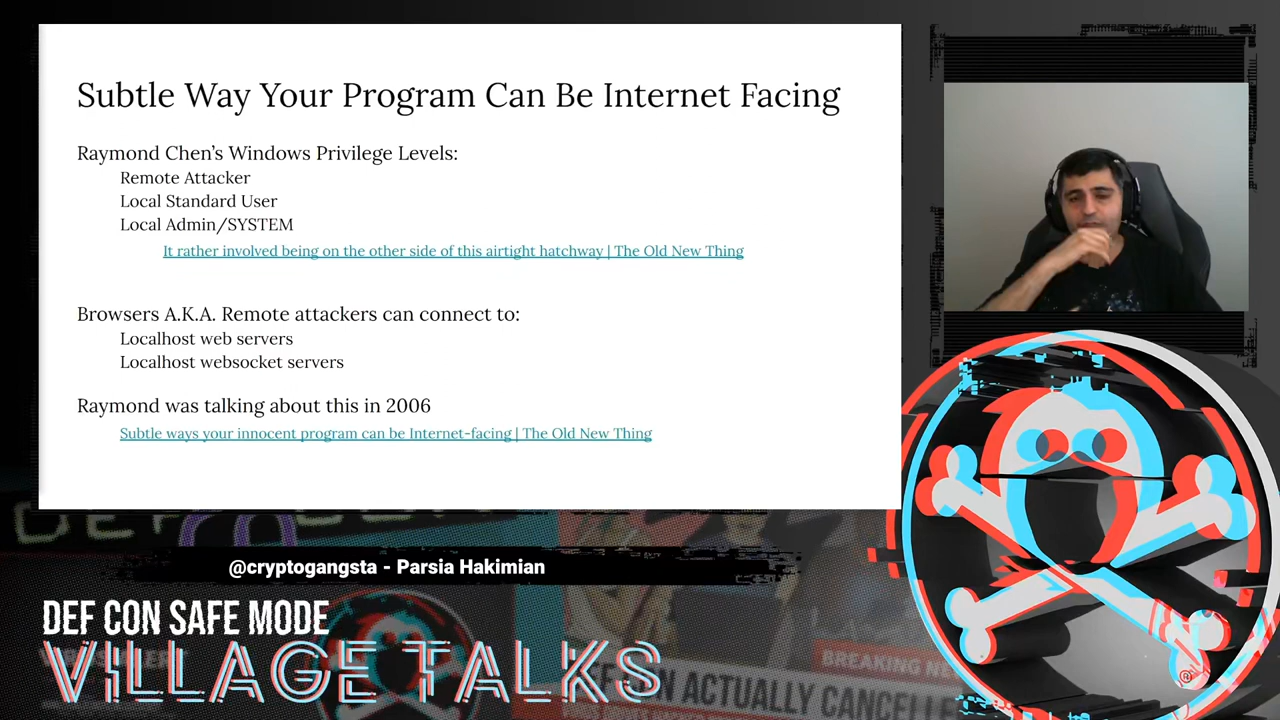 Subtle Way Your Program Can Be Internet Facing
Raymond Chen's Windows Privilege Levels:
Remote Attacker
Local Standard User
Local Admin/SYSTEM
It rather involved being on the other side of this airtight hatchway | The Old New Thing
Browsers A.K.A. Remote attackers can connect to:
Localhost web servers
Localhost websocket servers
Raymond was talking about this in 2006
Subtle ways your innocent program can be Internet-facing | The Old New Thing
@cryptogangsta - Parsia Hakimian
DEF CON SAFE MODE
VILLAGE TALKS
BREAKING
CON ACTUALLY
®